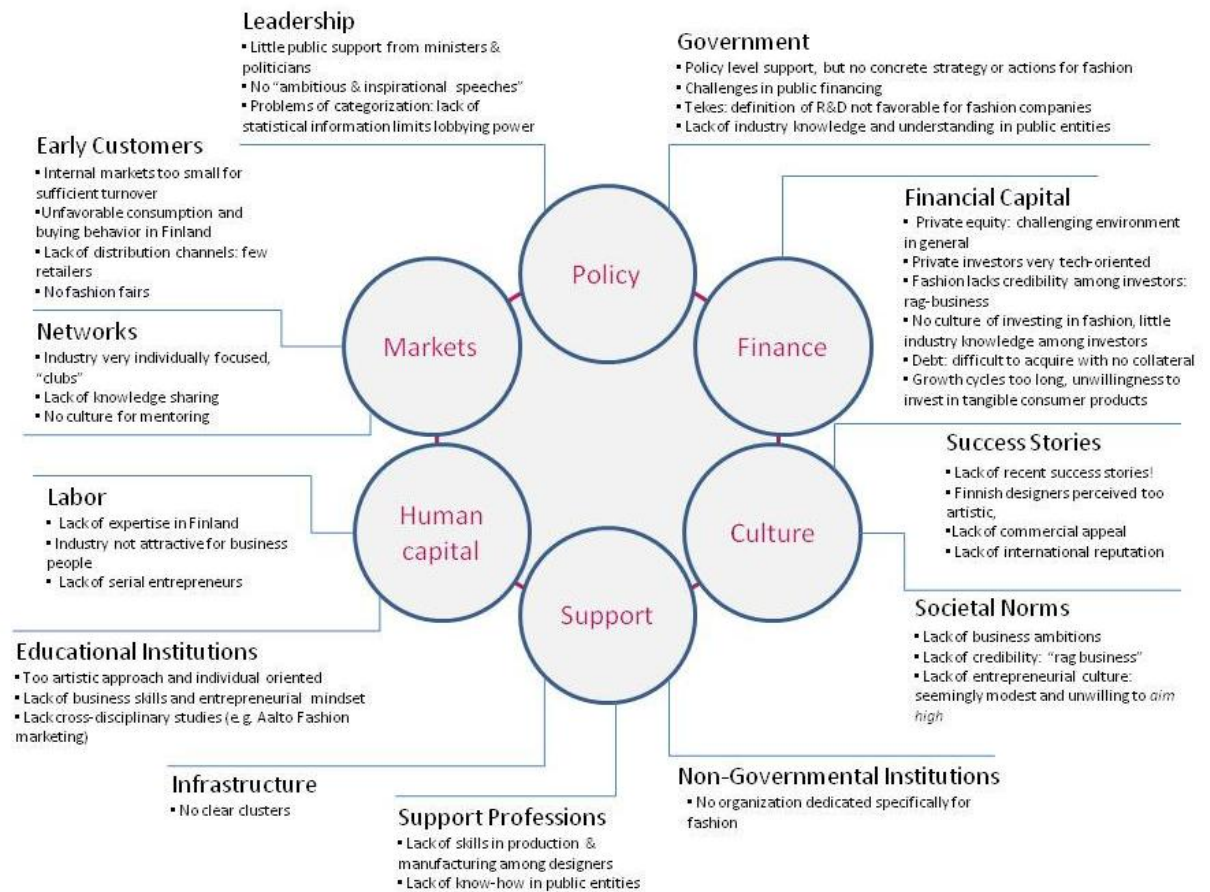 Leadership
▪ Little public support from ministers &
politicians
▪ No “ambitious & inspirational speeches”
▪ Problems of categorization: lack of
statistical information limits lobbying power
Government
▪ Policy level support, but no concrete strategy or actions for fashion
▪ Challenges in public financing
▪ Tekes: definition of R&D not favorable for fashion companies
▪ Lack of industry knowledge and understanding in public entities
Early Customers
▪ Internal markets too small for
sufficient turnover
▪Unfavorable consumption and
buying behavior in Finland
▪ Lack of distribution channels: few
retailers
▪ No fashion fairs
Financial Capital
▪ Private equity: challenging environment
in general
▪ Private investors very tech-oriented
▪ Fashion lacks credibility among investors:
rag-business
▪ No culture of investing in fashion, little
industry knowledge among investors
▪ Debt: difficult to acquire with no collateral
▪ Growth cycles too long, unwillingness to
invest in tangible consumer products
Networks
▪ Industry very individually focused,
“clubs”
▪ Lack of knowledge sharing
▪ No culture for mentoring
Policy
Markets
Finance
Human
capital
Culture
Support
Success Stories
▪ Lack of recent success stories!
▪ Finnish designers perceived too
artistic,
▪Lack of commercial appeal
▪ Lack of international reputation
Labor
▪ Lack of expertise in Finland
▪ Industry not attractive for business
people
▪ Lack of serial entrepreneurs
Societal Norms
▪ Lack of business ambitions
▪ Lack of credibility: “rag business”
▪ Lack of entrepreneurial culture:
seemingly modest and unwilling to aim
high
Educational Institutions
▪ Too artistic approach and individual oriented
▪ Lack of business skills and entrepreneurial mindset
▪ Lack cross-disciplinary studies (e.g. Aalto Fashion
marketing)
Infrastructure
▪ No clear clusters
Support Professions
▪ Lack of skills in production &
manufacturing among designers
▪ Lack of know-how in public entities
Non-Governmental Institutions
▪ No organization dedicated specifically for
fashion